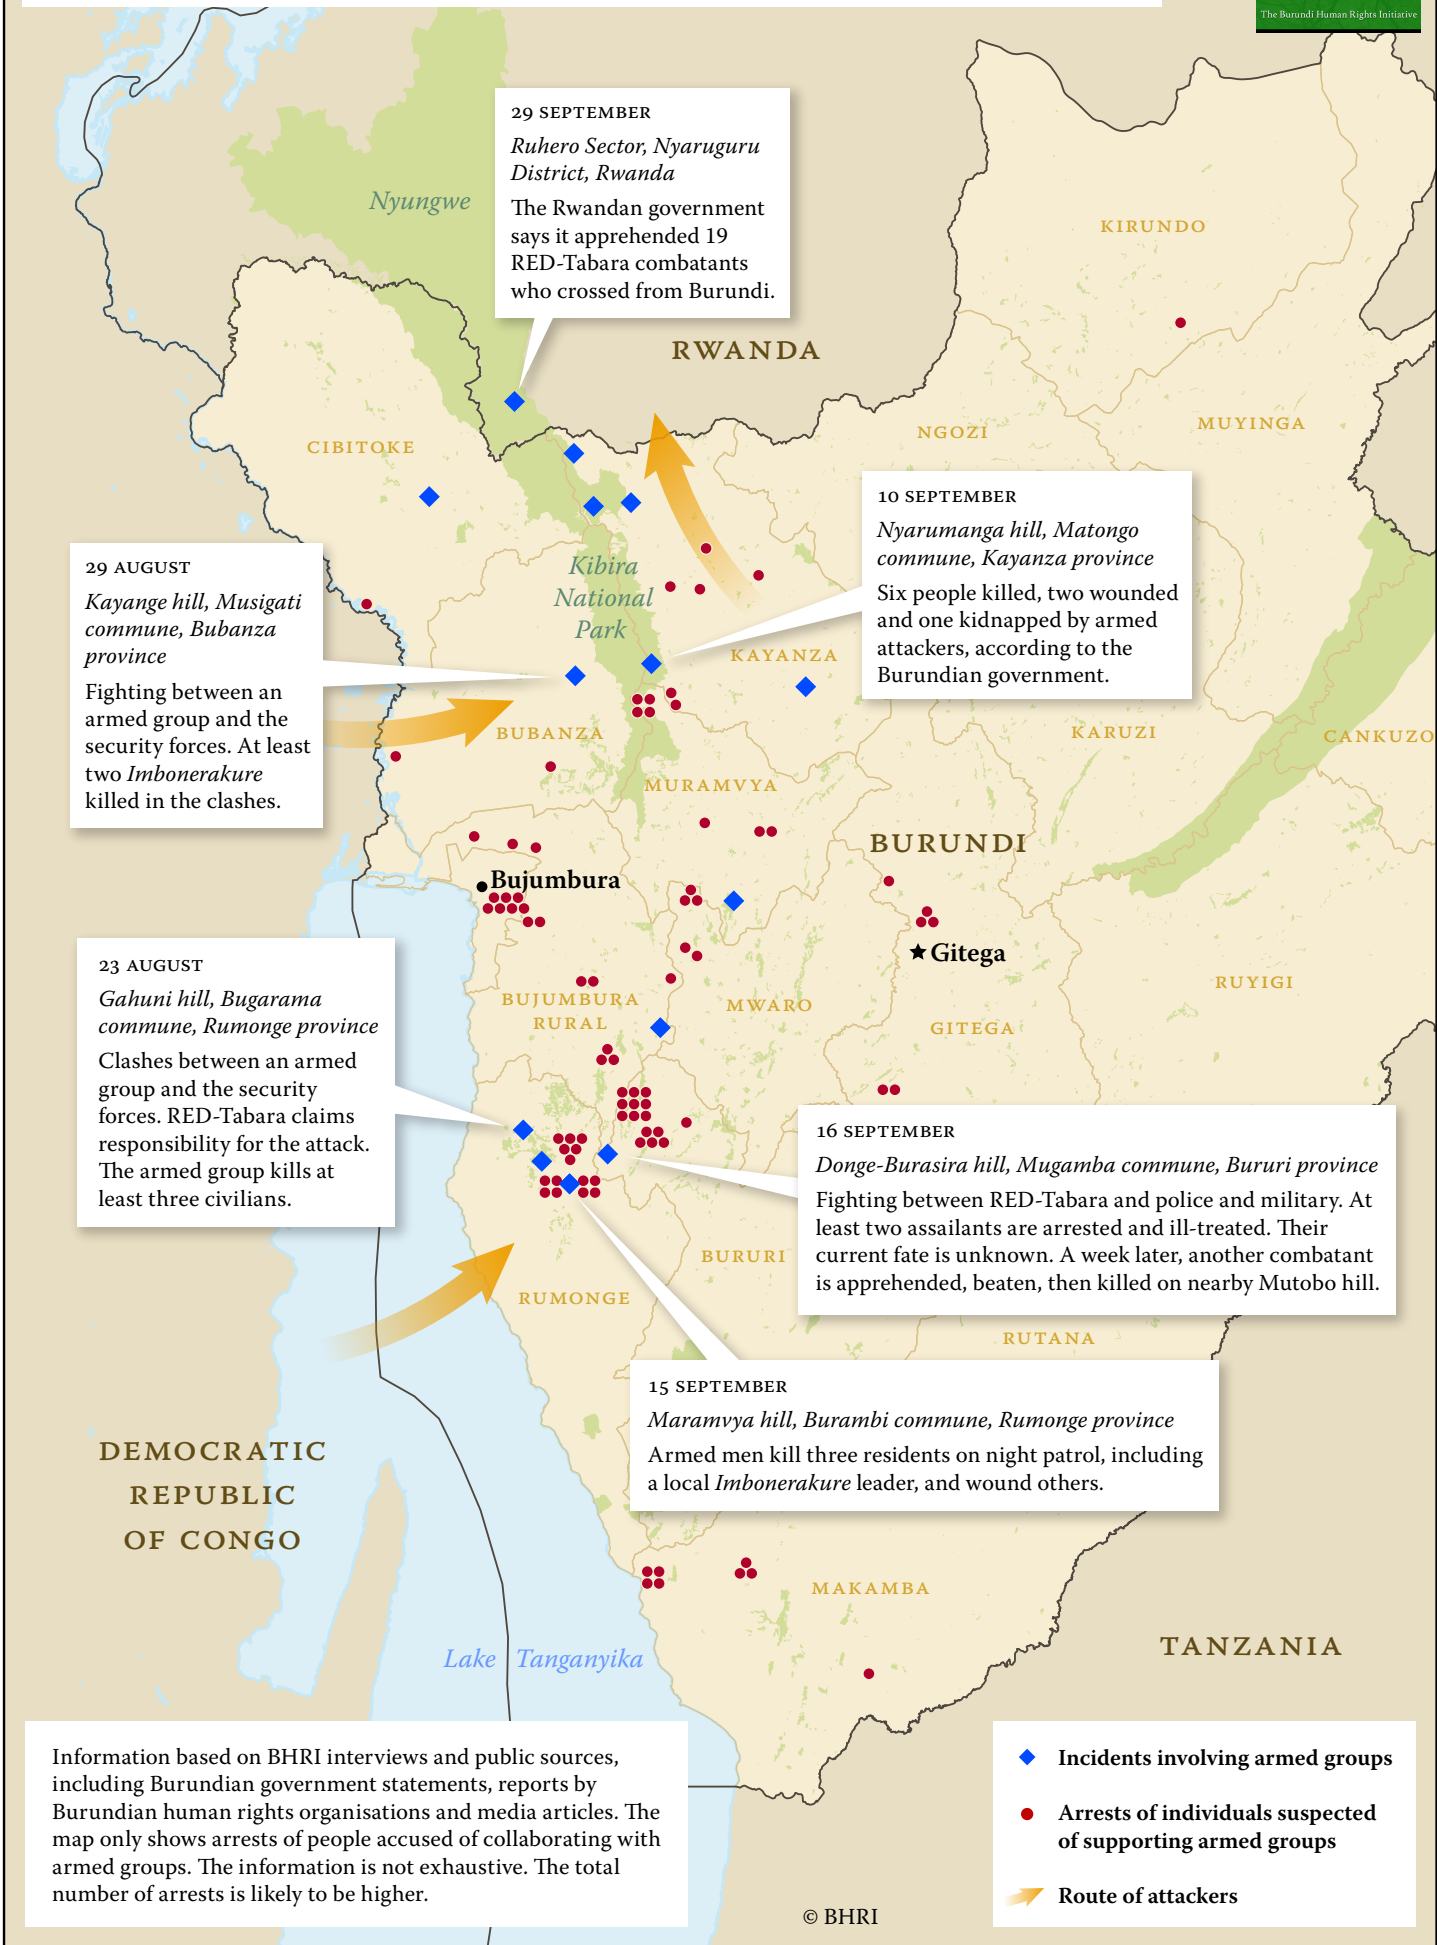 The Burundi Human Rights Initiative
29 SEPTEMBER
Ruhero Sector, Nyaruguru
District, Rwanda
The Rwandan government
says it apprehended 19
RED-Tabara combatants
who crossed from Burundi.
Nyungwe
KIRUNDO
RWANDA
CIBITOKE
NGOZI
MUYINGA
10 SEPTEMBER
Nyarumanga hill, Matongo
commune, Kayanza province
Six people killed, two wounded
and one kidnapped by armed
attackers, according to the
Burundian government.
29 AUGUST
Kayange hill, Musigati
commune, Bubanza
province
Fighting between an
armed group and the
security forces. At least
two Imbonerakure
killed in the clashes.
Kibira
National
Park
KAYANZA
BUBANZA
KARUZI
CANKUZO
MURAMVYA
BURUNDI
Bujumbura
Gitega
23 AUGUST
Gahuni hill, Bugarama
commune, Rumonge province
Clashes between an armed
group and the security
forces. RED-Tabara claims
responsibility for the attack.
The armed group kills at
least three civilians.
BUJUMBURA
RURAL
MWARO
GITEGA
RUYIGI
16 SEPTEMBER
Donge-Burasira hill, Mugamba commune, Bururi province
Fighting between RED-Tabara and police and military. At
least two assailants are arrested and ill-treated. Their
current fate is unknown. A week later, another combatant
is apprehended, beaten, then killed on nearby Mutobo hill.
BURURI
RUMONGE
RUTANA
15 SEPTEMBER
Maramvya hill, Burambi commune, Rumonge province
Armed men kill three residents on night patrol, including
a local Imbonerakure leader, and wound others.
DEMOCRATIC
REPUBLIC
OF CONGO
MAKAMBA
TANZANIA
Lake Tanganyika
Information based on BHRI interviews and public sources,
including Burundian government statements, reports by
Burundian human rights organisations and media articles. The
map only shows arrests of people accused of collaborating with
armed groups. The information is not exhaustive. The total
number of arrests is likely to be higher.
Incidents involving armed groups
Arrests of individuals suspected
of supporting armed groups
Route of attackers
© BHRI